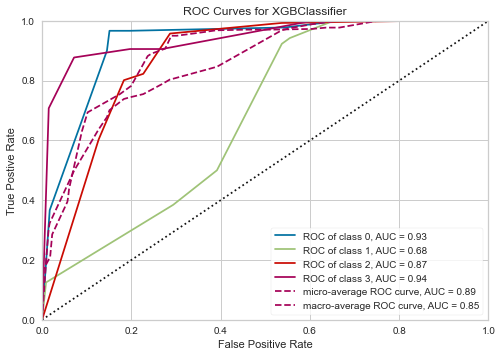 ROC Curves for XGBClassifier
True Positive Rate
1.0
0.8
0.6
0.4
0.2
0.0
ROC of class 0, AUC = 0.93
ROC of class 1, AUC = 0.68
ROC of class 2, AUC = 0.87
ROC of class 3, AUC = 0.94
micro-average ROC curve, AUC = 0.89
macro-average ROC curve, AUC = 0.85
0.0 0.2 0.4 0.6 0.8 1.0
False Positive Rate